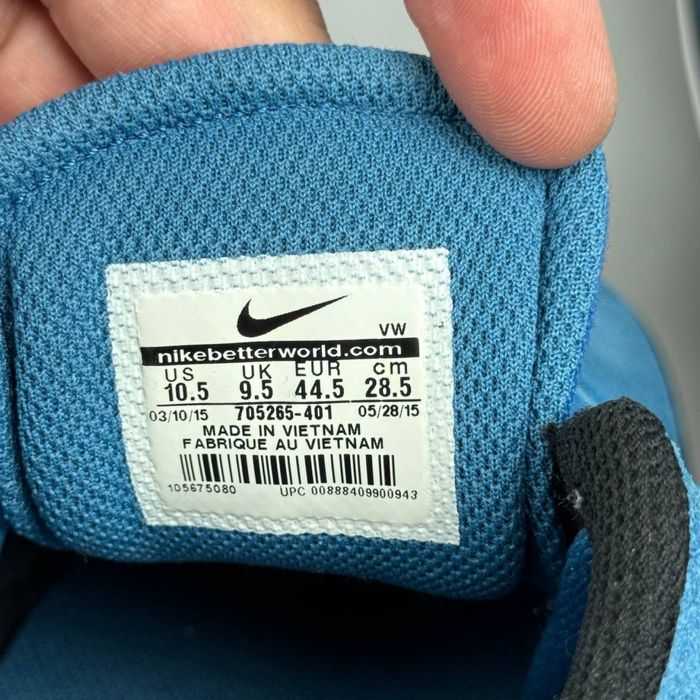 VW
nikebetterworld.com
US UK EUR cm
10.5 9.5 44.5 28.5
03/10/15 705265-401 05/28/15
MADE IN VIETNAM
FABRIQUE AU VIETNAM
105675080 UPC 00888409900943